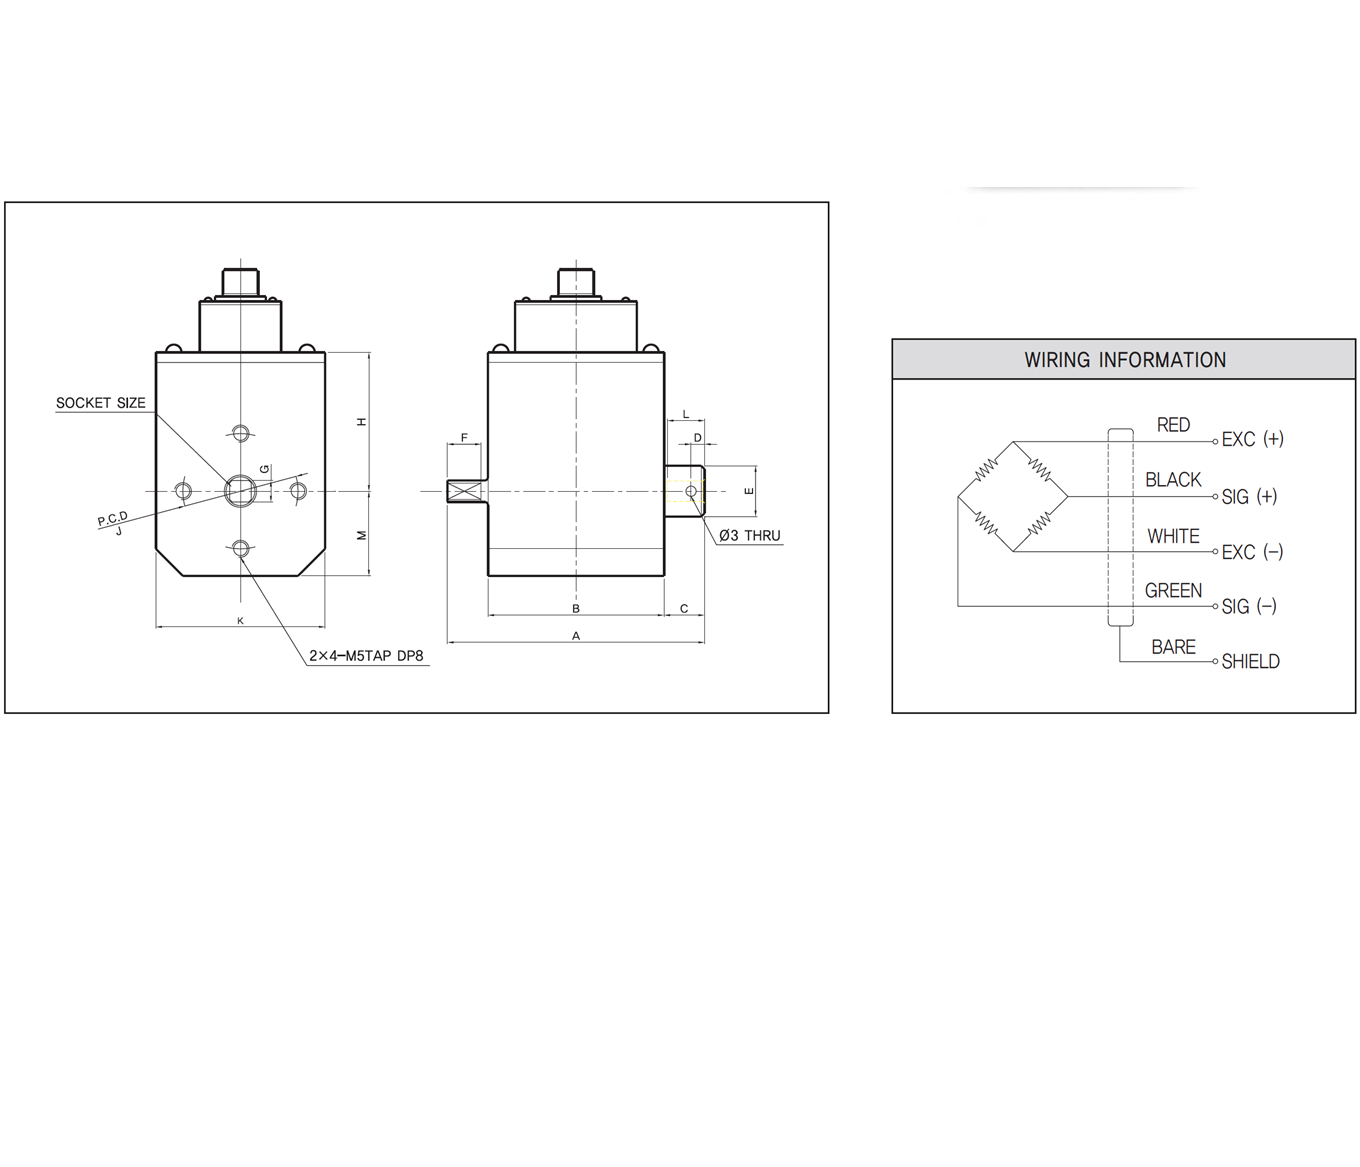 SOCKET SIZE
G
H
P.C.D
J
M
K
2×4-M5TAP DP8
F
L
D
E
Ø3 THRU
B
C
A
WIRING INFORMATION
RED
EXC (+)
BLACK
SIG (+)
WHITE
EXC (-)
GREEN
SIG (-)
BARE
SHIELD